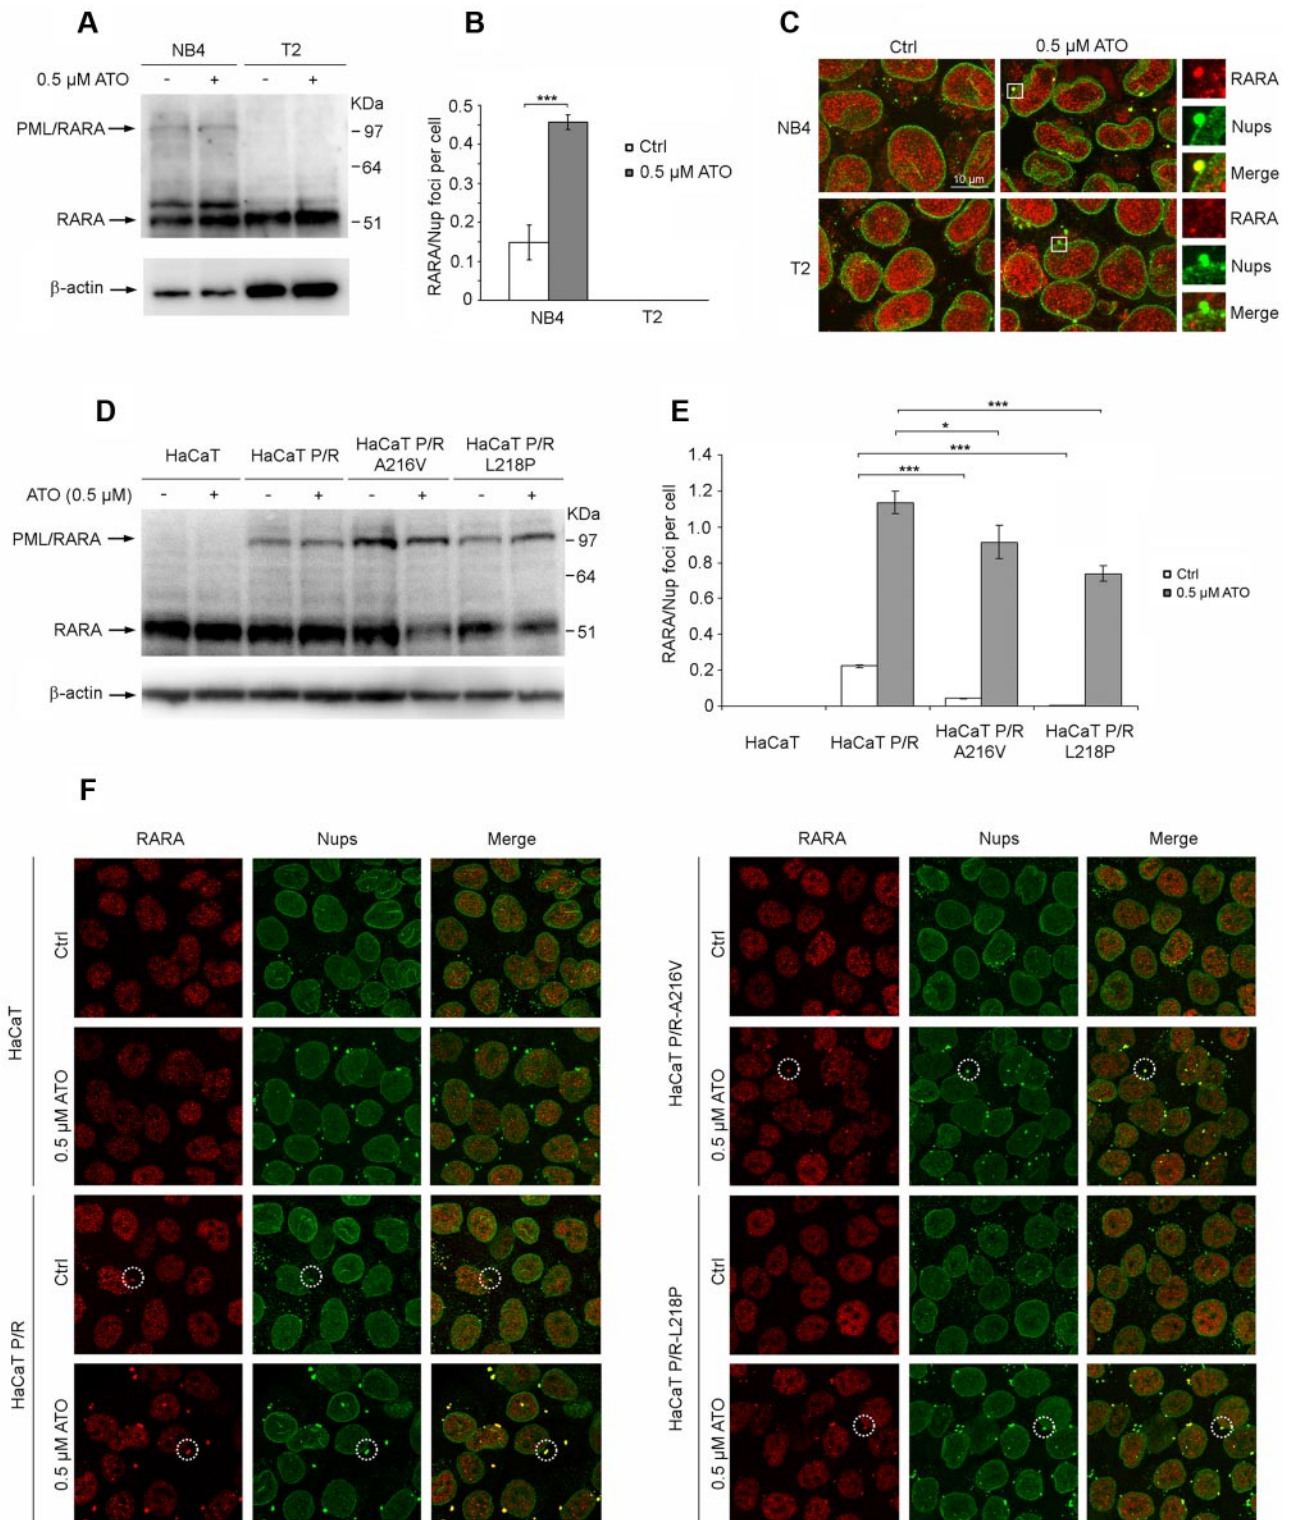 A
NB4 T2
0.5 µM ATO - + - +
KDa
PML/RARA
97
64
RARA
51
β-actin
B
RARA/Nup foci per cell
0.5
0.4
0.3
0.2
0.1
0
***
NB4 T2
Ctrl
0.5 µM ATO
C
Ctrl 0.5 µM ATO
NB4
10 µm
RARA
Nups
Merge
T2
RARA
Nups
Merge
D
HaCaT HaCaT P/R HaCaT P/R A216V HaCaT P/R L218P
ATO (0.5 µM) - + - + - + - +
KDa
PML/RARA
97
64
RARA
51
β-actin
E
RARA/Nup foci per cell
1.4
1.2
1.0
0.8
0.6
0.4
0.2
0
***
*
***
***
HaCaT HaCaT P/R HaCaT P/R A216V HaCaT P/R L218P
Ctrl
0.5 µM ATO
F
RARA Nups Merge
HaCaT
Ctrl
0.5 µM ATO
HaCaT P/R
Ctrl
0.5 µM ATO
RARA Nups Merge
HaCaT P/R-A216V
Ctrl
0.5 µM ATO
HaCaT P/R-L218P
Ctrl
0.5 µM ATO